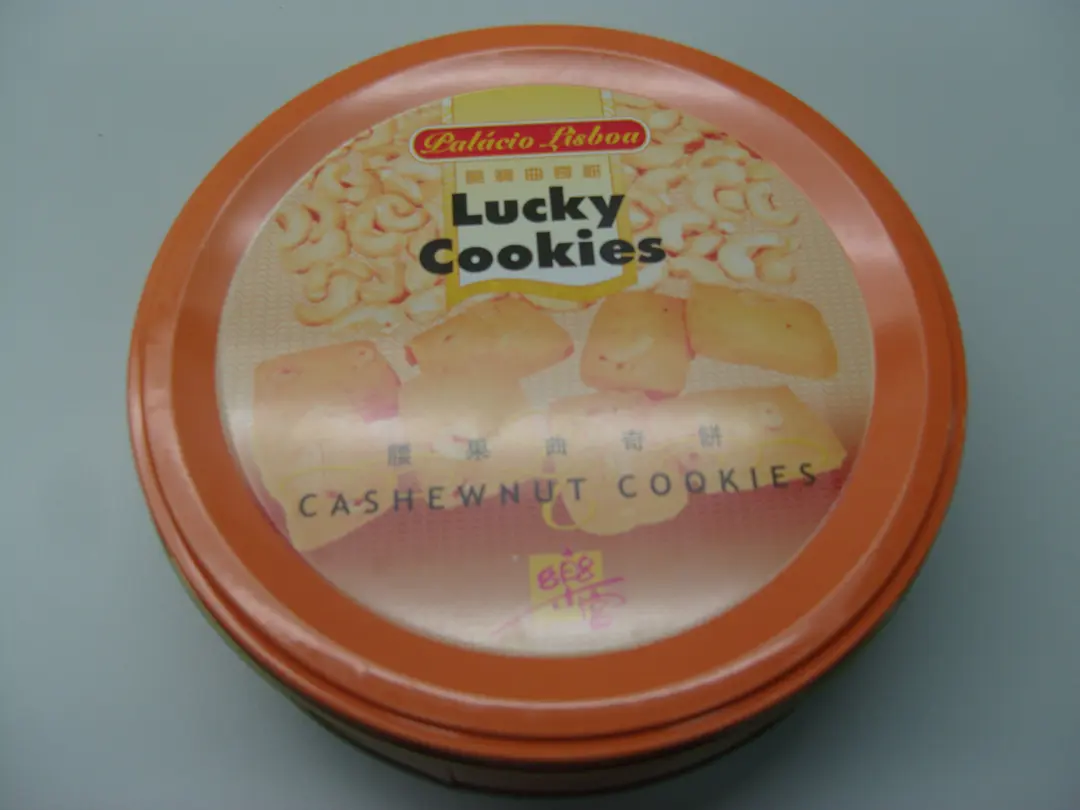 Palácio Lisboa
Lucky
Cookies
腰果曲奇餅
CASHEWNUT COOKIES